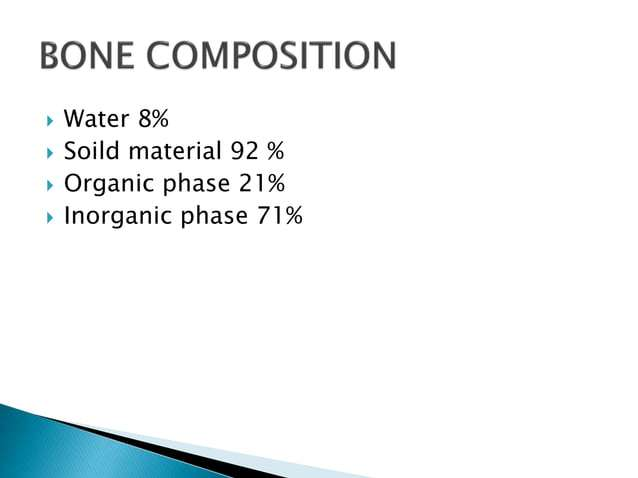 BONE COMPOSITION
Water 8%
Soild material 92 %
Organic phase 21%
Inorganic phase 71%